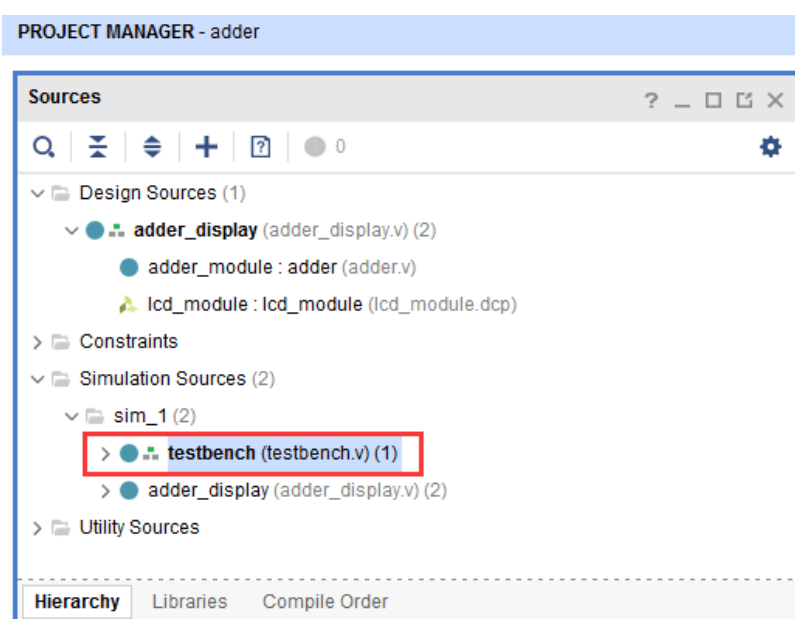 PROJECT MANAGER - adder
Sources
0
Design Sources (1)
adder_display (adder_display.v) (2)
adder_module : adder (adder.v)
lcd_module : lcd_module (lcd_module.dcp)
Constraints
Simulation Sources (2)
sim_1 (2)
testbench (testbench.v) (1)
adder_display (adder_display.v) (2)
Utility Sources
Hierarchy Libraries Compile Order